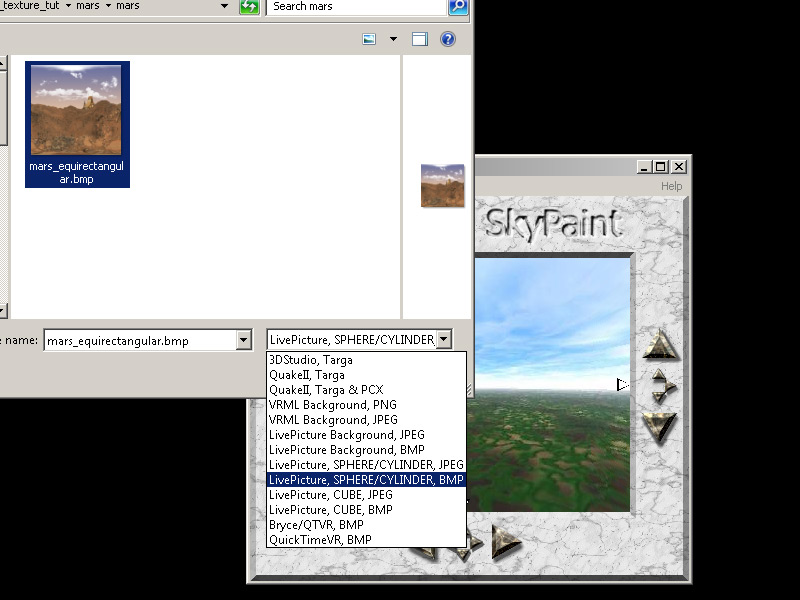 _texture_tut mars mars Search mars
mars_equirectangul
ar.bmp
Help
SkyPaint
name: mars_equirectangular.bmp LivePicture, SPHERE/CYLINDER
3DStudio, Targa
QuakeII, Targa
QuakeII, Targa & PCX
VRML Background, PNG
VRML Background, JPEG
LivePicture Background, JPEG
LivePicture Background, BMP
LivePicture, SPHERE/CYLINDER, JPEG
LivePicture, SPHERE/CYLINDER, BMP
LivePicture, CUBE, JPEG
LivePicture, CUBE, BMP
Bryce/QTVR, BMP
QuickTimeVR, BMP